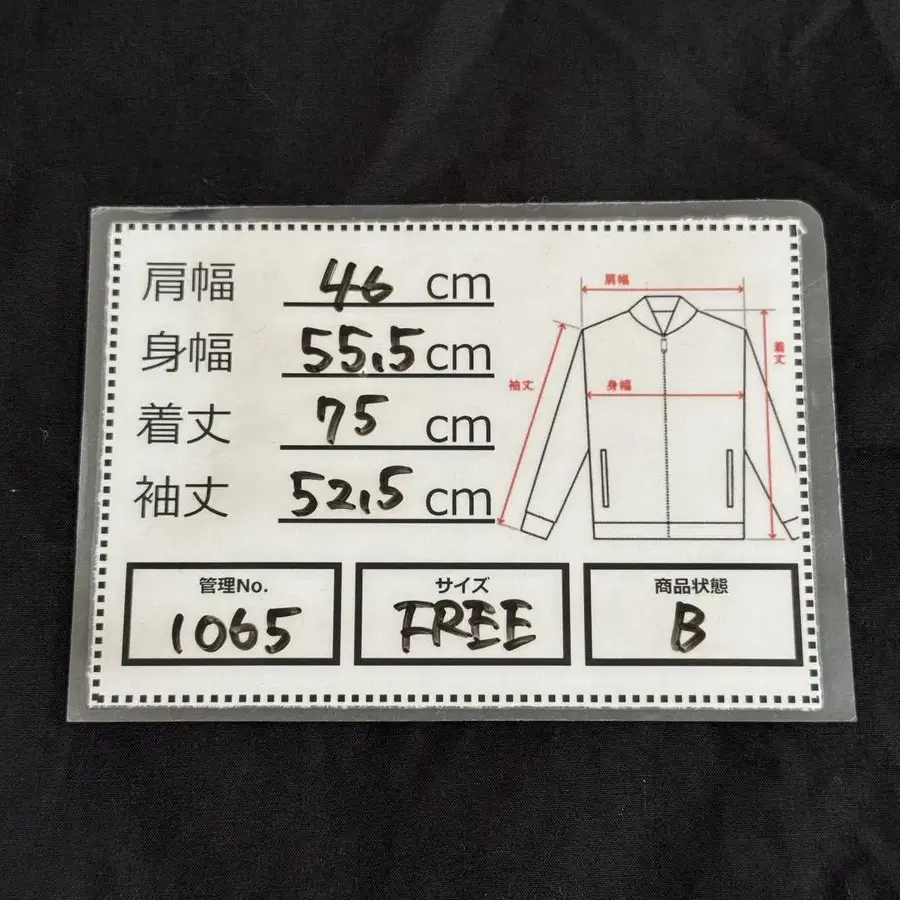 肩幅 46 cm
身幅 55.5 cm
着丈 75 cm
袖丈 52.5 cm
肩幅
袖丈
身幅
着丈
管理No.
1065
サイズ
FREE
商品状態
B